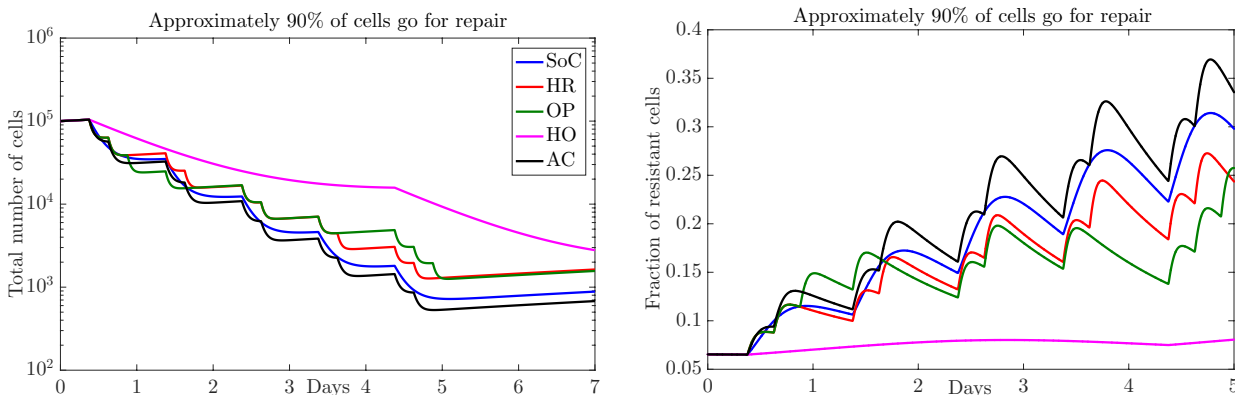 Approximately 90% of cells go for repair
Total number of cells
10^6
10^5
10^4
10^3
10^2
SoC
HR
OP
HO
AC
0 1 2 3 4 5 6 7
Days
Approximately 90% of cells go for repair
Fraction of resistant cells
0.4
0.35
0.3
0.25
0.2
0.15
0.1
0.05
0 1 2 3 4 5
Days